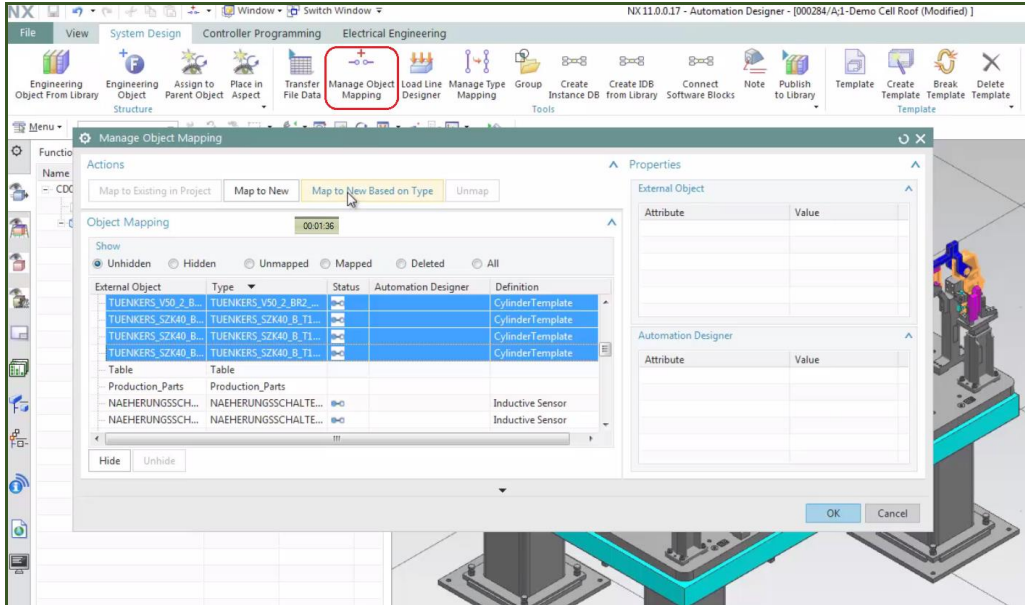 NX Window Switch Window NX 11.0.0.17 - Automation Designer - [000284/A;1-Demo Cell Roof (Modified) ]
File View System Design Controller Programming Electrical Engineering
Engineering Object From Library
Engineering Object
Assign to Parent Object
Place in Aspect
Structure
Transfer File Data
Manage Object Mapping
Load Line Designer
Manage Type Mapping
Group
Create Instance DB
Create IDB from Library
Connect Software Blocks
Tools
Note
Publish to Library
Template
Create Template
Break Template
Delete Template
Template
Menu
Manage Object Mapping
Functio
Name
CDC
Actions
Map to Existing in Project Map to New Map to New Based on Type Unmap
00:01:36
Object Mapping
Show
Unhidden Hidden Unmapped Mapped Deleted All
External Object Type Status Automation Designer Definition
TUENKERS_V50_2_B... TUENKERS_V50_2_BR2_... CylinderTemplate
TUENKERS_SZK40_B... TUENKERS_SZK40_B_T1... CylinderTemplate
TUENKERS_SZK40_B... TUENKERS_SZK40_B_T1... CylinderTemplate
TUENKERS_SZK40_B... TUENKERS_SZK40_B_T1... CylinderTemplate
Table Table
Production_Parts Production_Parts
NAEHERUNGSSCH... NAEHERUNGSSCHALTE... Inductive Sensor
NAEHERUNGSSCH... NAEHERUNGSSCHALTE... Inductive Sensor
Hide Unhide
Properties
External Object
Attribute Value
Automation Designer
Attribute Value
OK Cancel